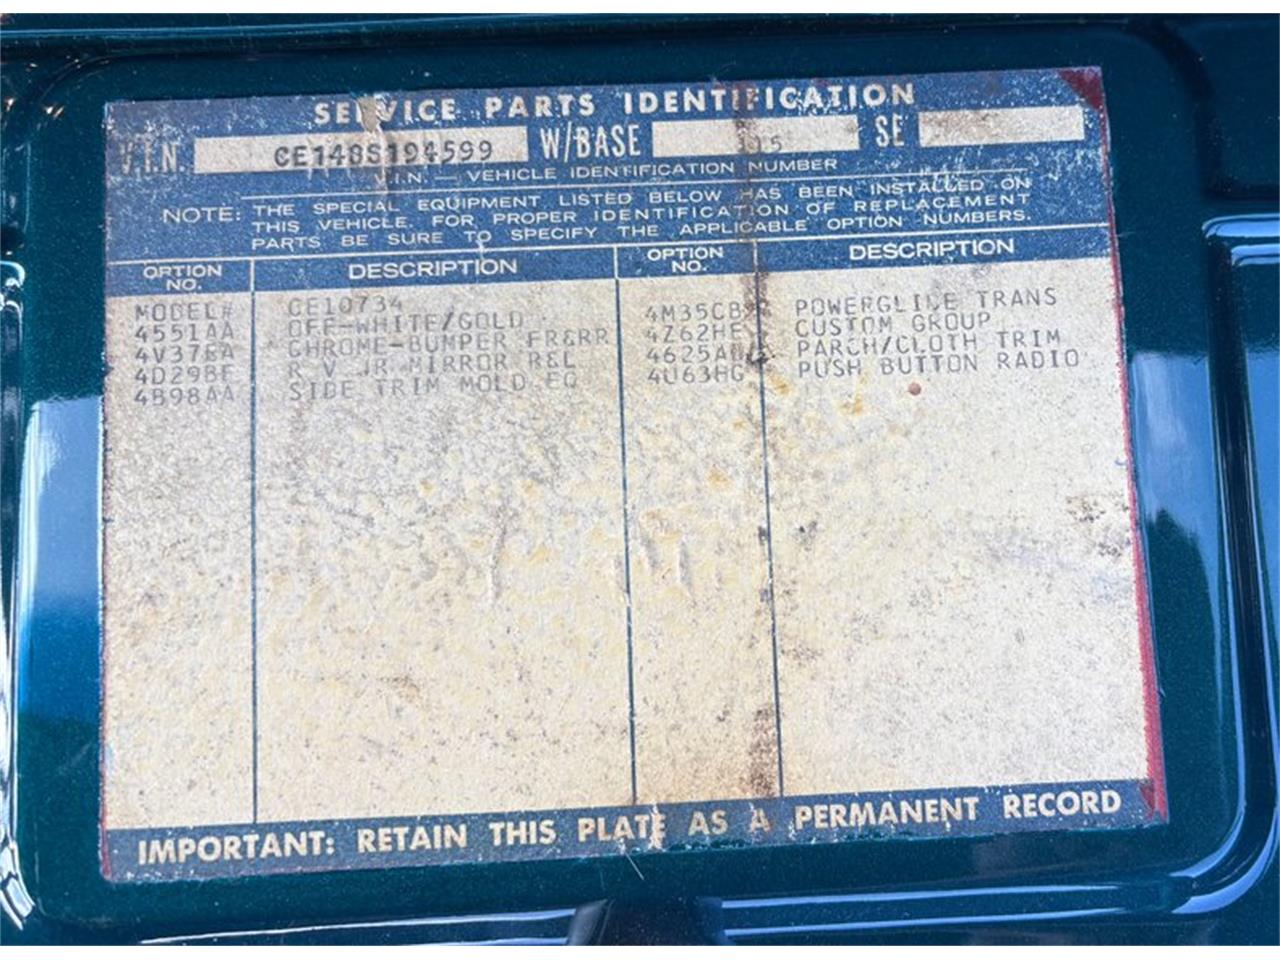 SERVICE PARTS IDENTIFICATION
V.I.N. CE148S194599 W/BASE 115 SE
V.I.N. — VEHICLE IDENTIFICATION NUMBER
NOTE: THE SPECIAL EQUIPMENT LISTED BELOW HAS BEEN INSTALLED ON
THIS VEHICLE. FOR PROPER IDENTIFICATION OF REPLACEMENT
PARTS BE SURE TO SPECIFY THE APPLICABLE OPTION NUMBERS.
OPTION NO. DESCRIPTION OPTION NO. DESCRIPTION
MODEL# CE10734 4M35CB POWERGLIDE TRANS
4551AA OFF-WHITE/GOLD 4Z62HE CUSTOM GROUP
4V37EA CHROME-BUMPER FR&RR 4625A PARCH/CLOTH TRIM
4D29BF R V JR MIRROR R&L 4U63HG PUSH BUTTON RADIO
4B98AA SIDE TRIM MOLD EQ
IMPORTANT: RETAIN THIS PLATE AS A PERMANENT RECORD